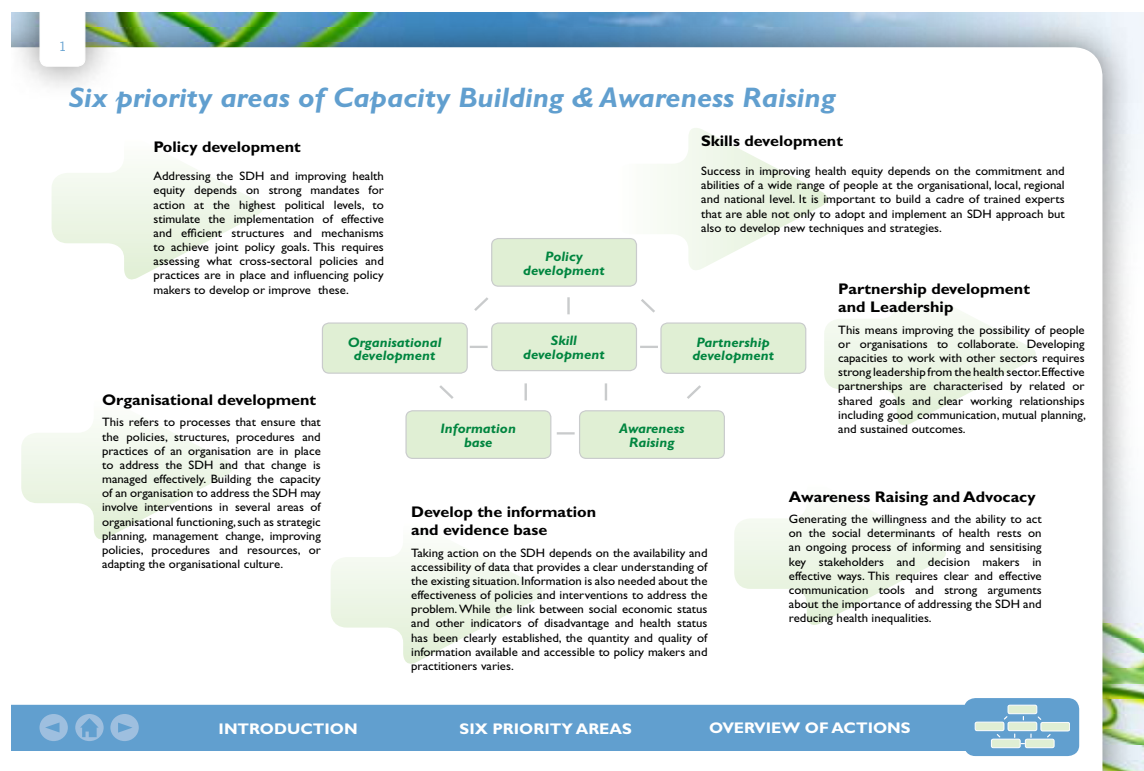 1
Six priority areas of Capacity Building & Awareness Raising
Policy development
Addressing the SDH and improving health
equity depends on strong mandates for
action at the highest political levels, to
stimulate the implementation of effective
and efficient structures and mechanisms
to achieve joint policy goals. This requires
assessing what cross-sectoral policies and
practices are in place and influencing policy
makers to develop or improve these.
Skills development
Success in improving health equity depends on the commitment and
abilities of a wide range of people at the organisational, local, regional
and national level. It is important to build a cadre of trained experts
that are able not only to adopt and implement an SDH approach but
also to develop new techniques and strategies.
Policy
development
Organisational
development
Skill
development
Partnership
development
Information
base
Awareness
Raising
Partnership development
and Leadership
This means improving the possibility of people
or organisations to collaborate. Developing
capacities to work with other sectors requires
strong leadership from the health sector. Effective
partnerships are characterised by related or
shared goals and clear working relationships
including good communication, mutual planning,
and sustained outcomes.
Organisational development
This refers to processes that ensure that
the policies, structures, procedures and
practices of an organisation are in place
to address the SDH and that change is
managed effectively. Building the capacity
of an organisation to address the SDH may
involve interventions in several areas of
organisational functioning, such as strategic
planning, management change, improving
policies, procedures and resources, or
adapting the organisational culture.
Develop the information
and evidence base
Taking action on the SDH depends on the availability and
accessibility of data that provides a clear understanding of
the existing situation. Information is also needed about the
effectiveness of policies and interventions to address the
problem. While the link between social economic status
and other indicators of disadvantage and health status
has been clearly established, the quantity and quality of
information available and accessible to policy makers and
practitioners varies.
Awareness Raising and Advocacy
Generating the willingness and the ability to act
on the social determinants of health rests on
an ongoing process of informing and sensitising
key stakeholders and decision makers in
effective ways. This requires clear and effective
communication tools and strong arguments
about the importance of addressing the SDH and
reducing health inequalities.
INTRODUCTION
SIX PRIORITY AREAS
OVERVIEW OF ACTIONS